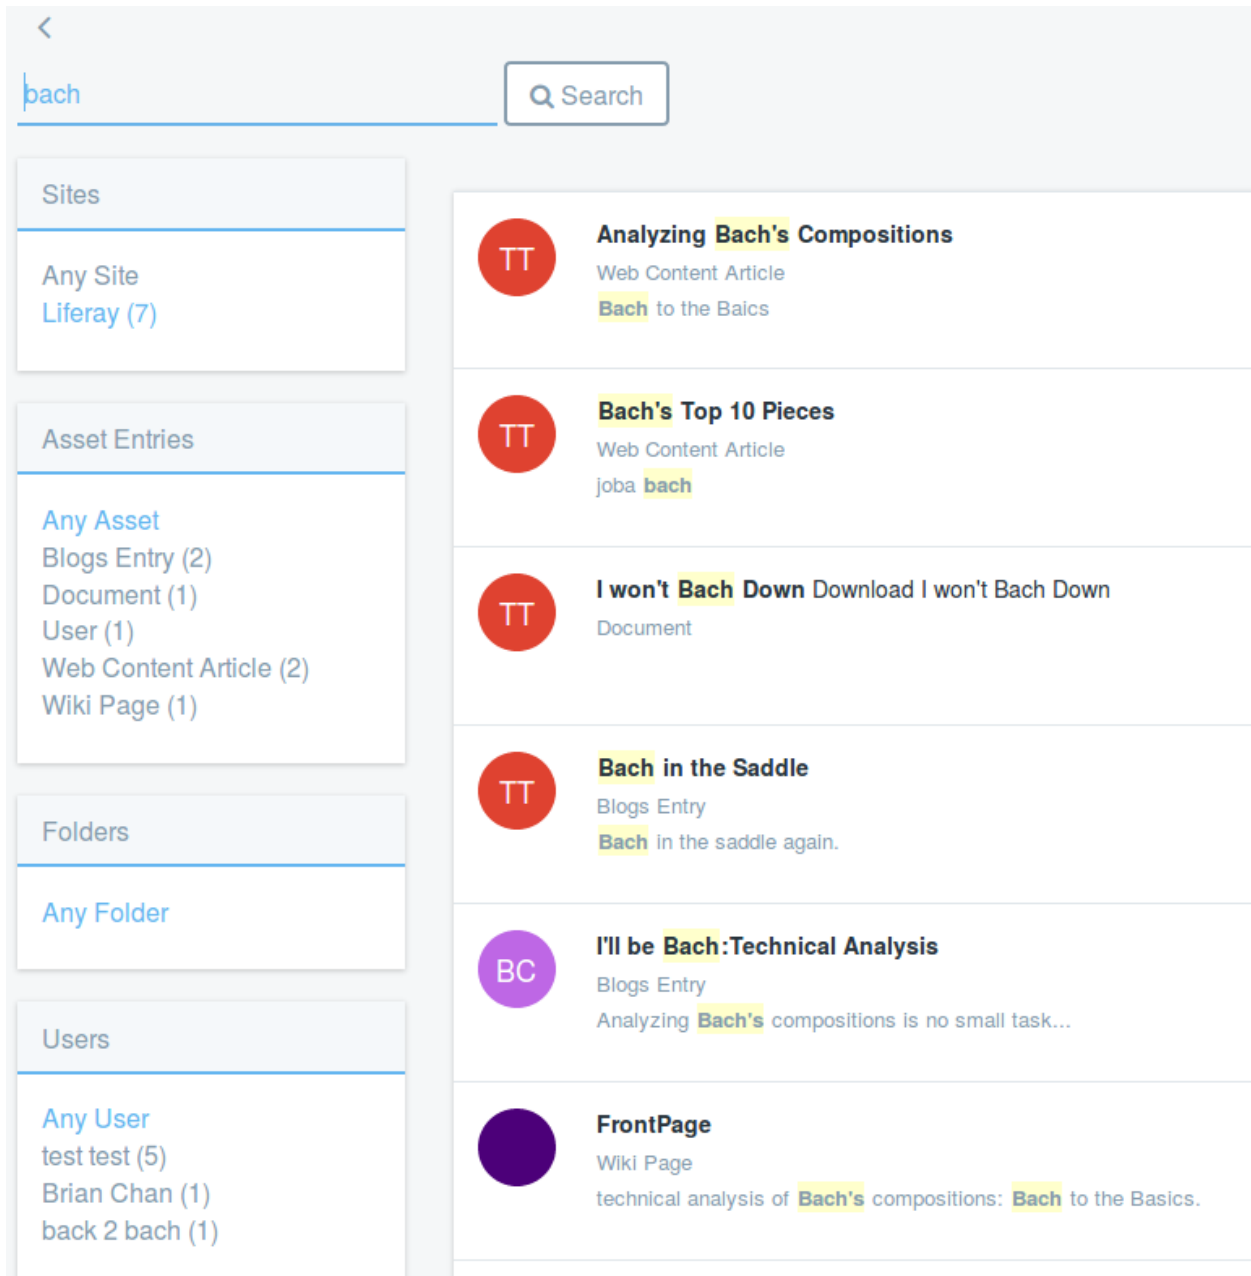 bach
Search
Sites
Any Site
Liferay (7)
Asset Entries
Any Asset
Blogs Entry (2)
Document (1)
User (1)
Web Content Article (2)
Wiki Page (1)
Folders
Any Folder
Users
Any User
test test (5)
Brian Chan (1)
back 2 bach (1)
TT
Analyzing Bach's Compositions
Web Content Article
Bach to the Baics
TT
Bach's Top 10 Pieces
Web Content Article
joba bach
TT
I won't Bach Down Download I won't Bach Down
Document
TT
Bach in the Saddle
Blogs Entry
Bach in the saddle again.
BC
I'll be Bach:Technical Analysis
Blogs Entry
Analyzing Bach's compositions is no small task...
FrontPage
Wiki Page
technical analysis of Bach's compositions: Bach to the Basics.